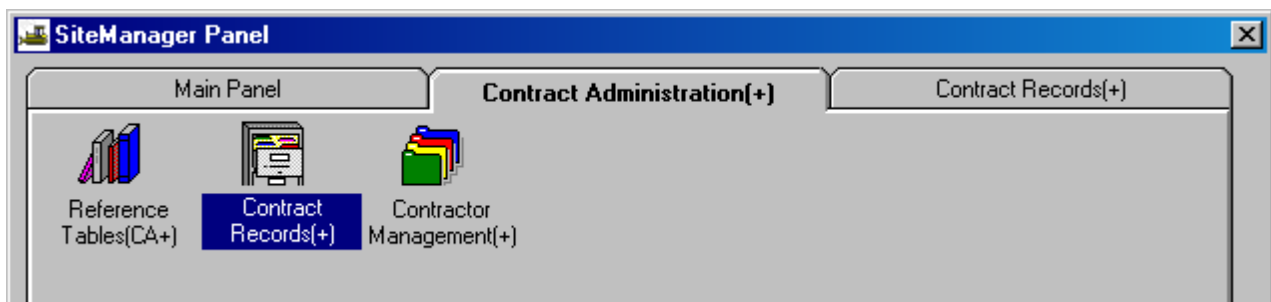 SiteManager Panel
Main Panel
Contract Administration(+)
Contract Records(+)
Reference
Tables(CA+)
Contract
Records(+)
Contractor
Management(+)